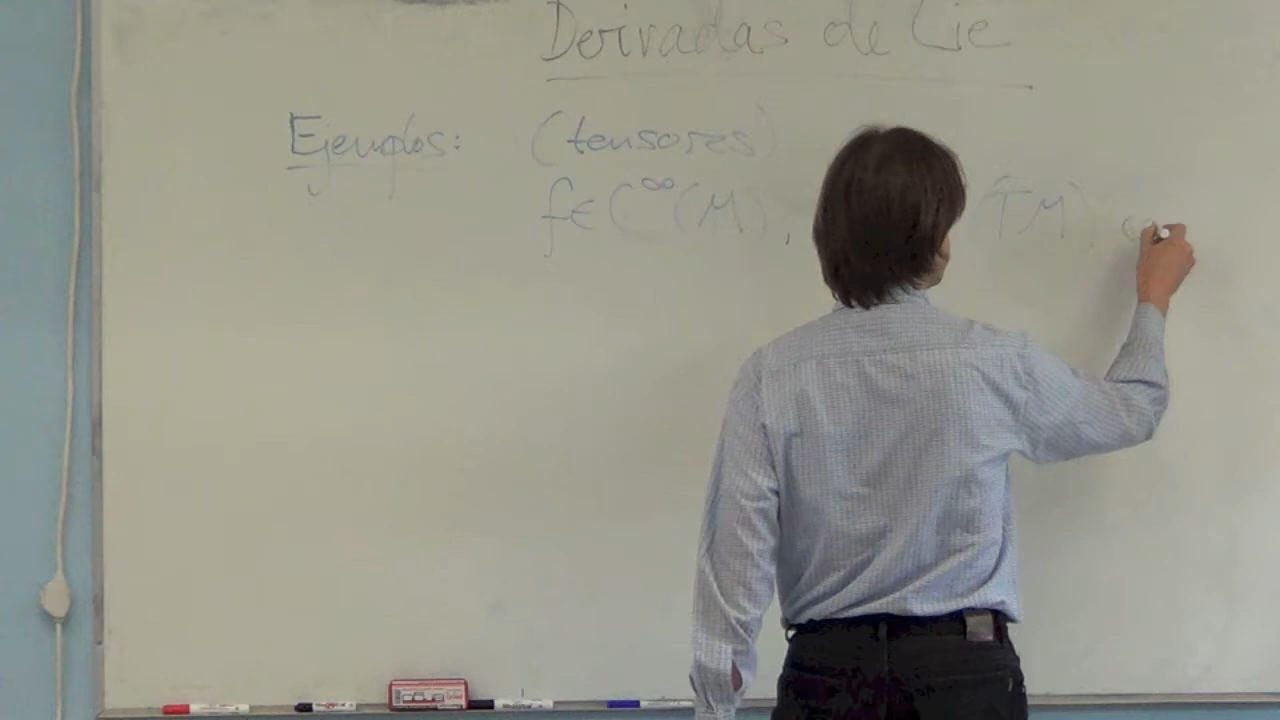 Derivadas de Lie
Ejemplos: (tensores)
f∈C^∞(M), (TM),